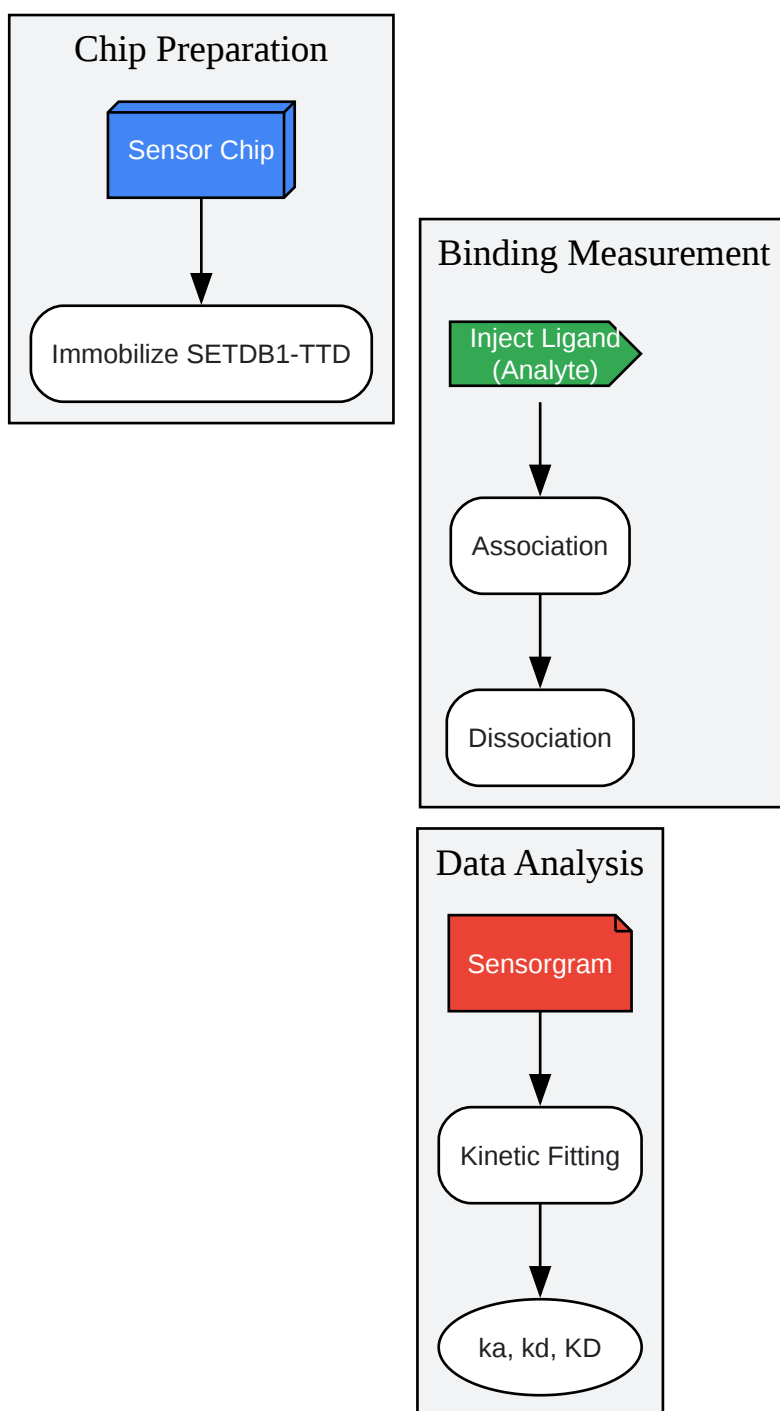 Chip Preparation
Sensor Chip
Immobilize SETDB1-TTD
Binding Measurement
Inject Ligand
(Analyte)
Association
Dissociation
Data Analysis
Sensorgram
Kinetic Fitting
ka, kd, KD